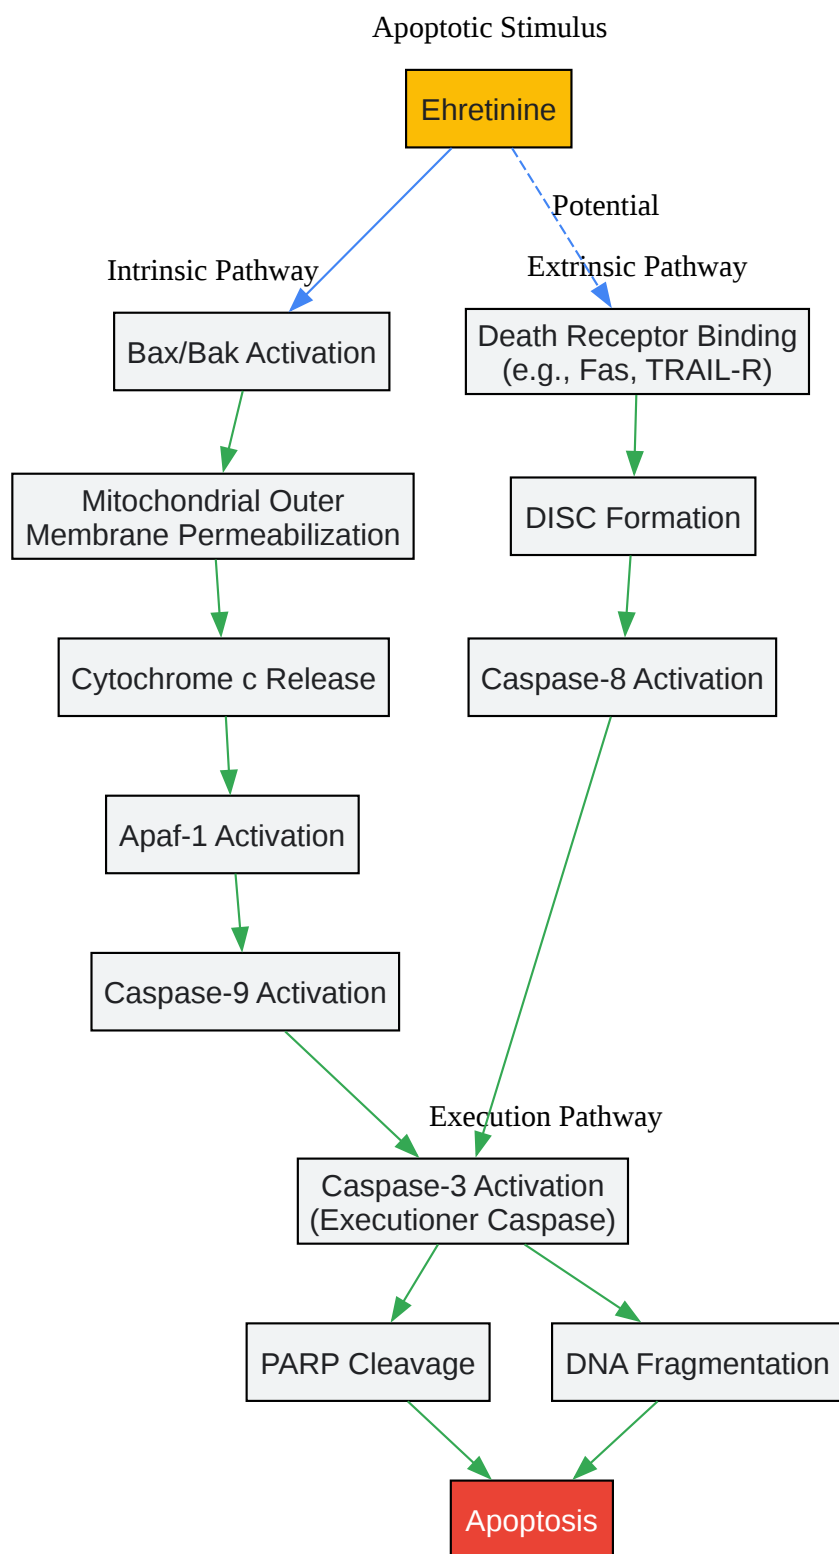 Apoptotic Stimulus
Ehretinine
Potential
Intrinsic Pathway
Extrinsic Pathway
Bax/Bak Activation
Death Receptor Binding
(e.g., Fas, TRAIL-R)
Mitochondrial Outer
Membrane Permeabilization
DISC Formation
Cytochrome c Release
Caspase-8 Activation
Apaf-1 Activation
Caspase-9 Activation
Execution Pathway
Caspase-3 Activation
(Executioner Caspase)
PARP Cleavage
DNA Fragmentation
Apoptosis